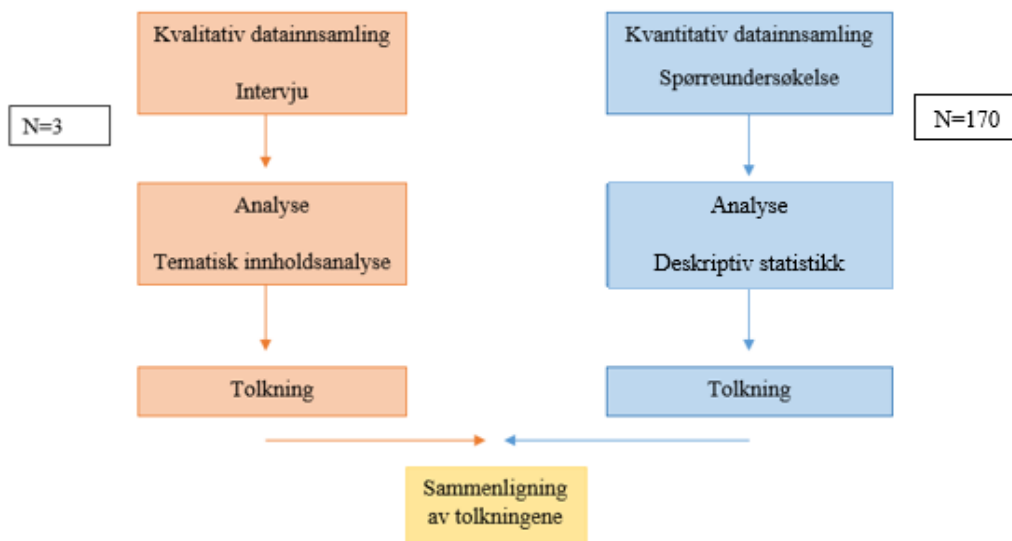 Kvalitativ datainnsamling
Intervju
N=3
Analyse
Tematisk innholdsanalyse
Tolkning
Kvantitativ datainnsamling
Spørreundersøkelse
N=170
Analyse
Deskriptiv statistikk
Tolkning
Sammenligning
av tolkningene